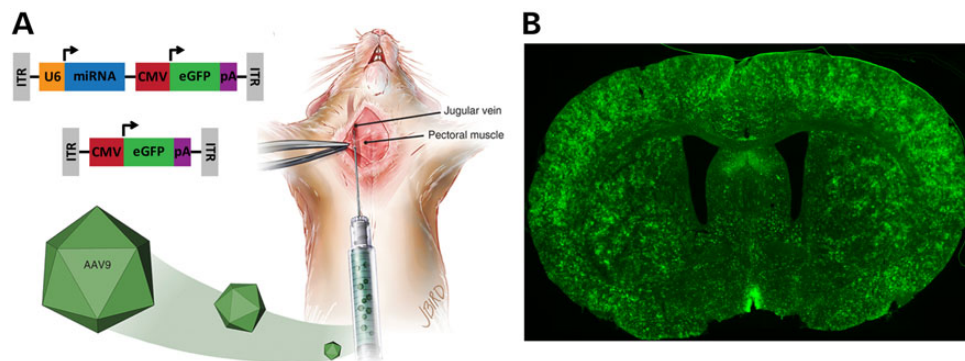 A
B
ITR
U6
miRNA
CMV
eGFP
pA
ITR
ITR
CMV
eGFP
pA
ITR
Jugular vein
Pectoral muscle
AAV9
JBIRD